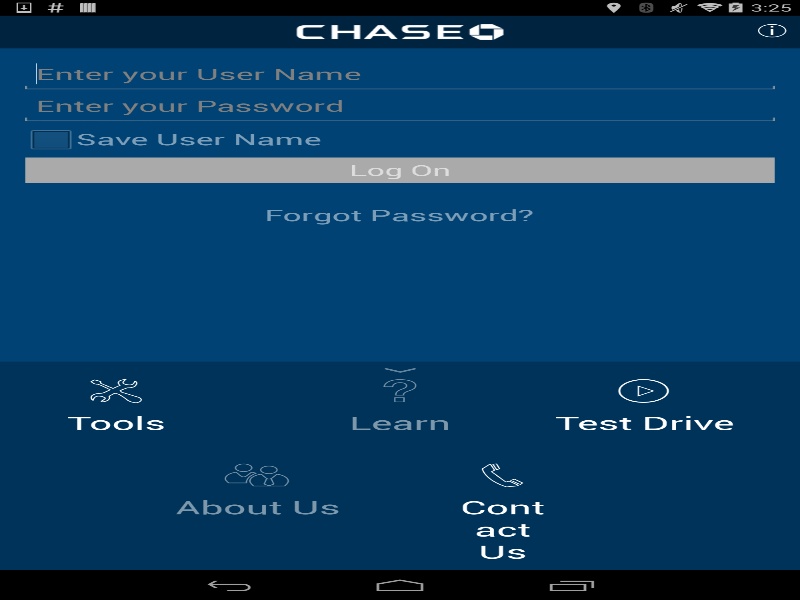 3:25
CHASE
Enter your User Name
Enter your Password
Save User Name
Log On
Forgot Password?
Tools
Learn
Test Drive
About Us
Cont
act
Us